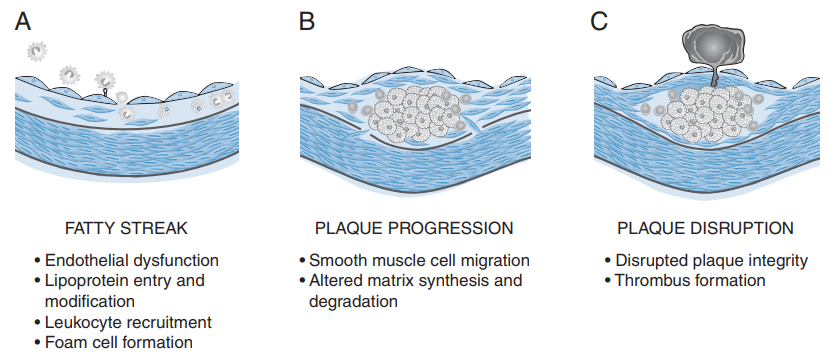 A
B
C
FATTY STREAK
• Endothelial dysfunction
• Lipoprotein entry and
modification
• Leukocyte recruitment
• Foam cell formation
PLAQUE PROGRESSION
• Smooth muscle cell migration
• Altered matrix synthesis and
degradation
PLAQUE DISRUPTION
• Disrupted plaque integrity
• Thrombus formation